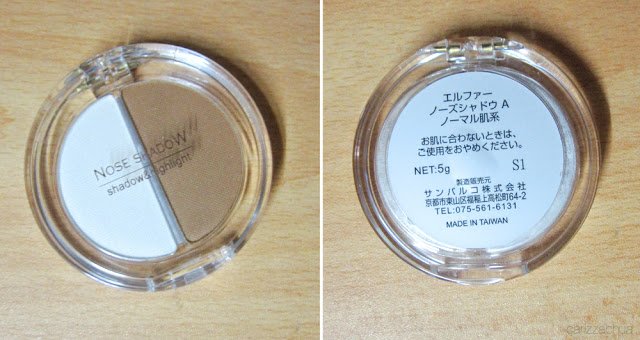 NOSE SHADOW
shadow&highlight
エルファー
ノーズシャドウ A
ノーマル肌系
お肌に合わないときは、
ご使用をおやめください。
NET:5g S1
製造販売元
サンパルコ株式会社
京都市東山区福稲上高松町64-2
TEL:075-561-6131
MADE IN TAIWAN
carizzachua